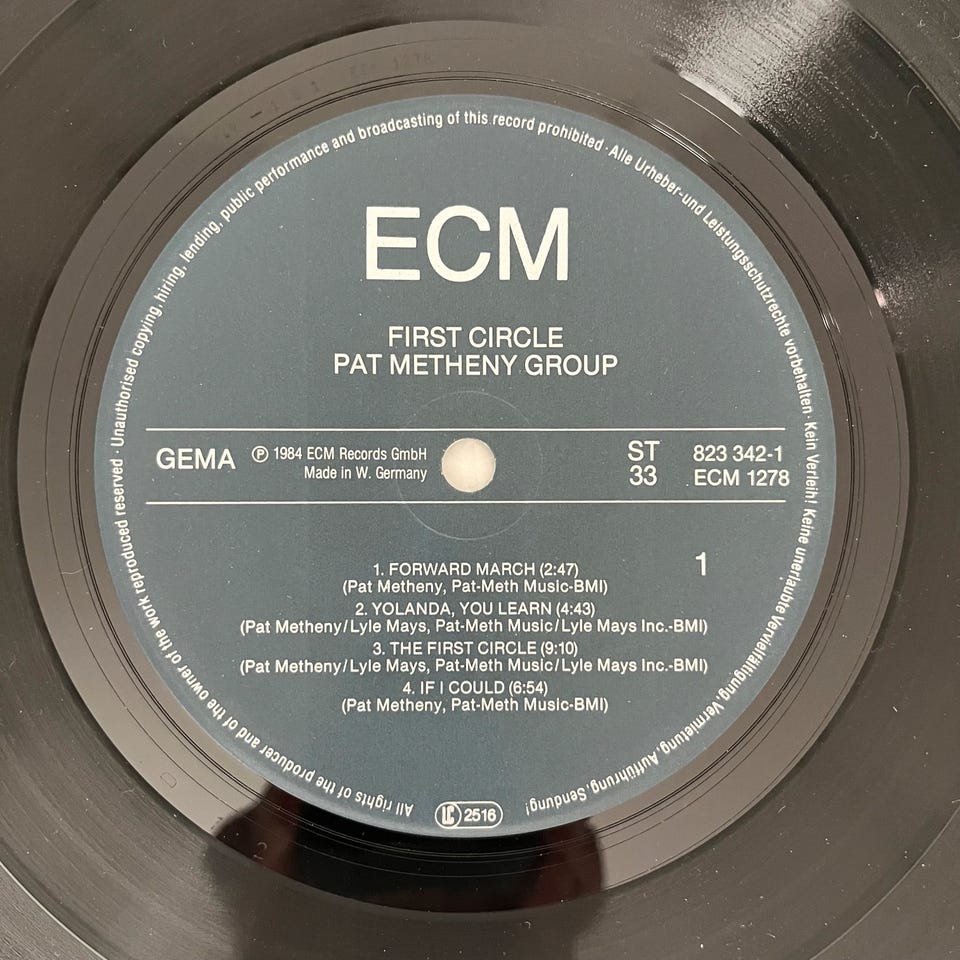 ECM
FIRST CIRCLE
PAT METHENY GROUP
GEMA
℗ 1984 ECM Records GmbH
Made in W. Germany
ST
33
823 342-1
ECM 1278
1
1. FORWARD MARCH (2:47)
(Pat Metheny, Pat-Meth Music-BMI)
2. YOLANDA, YOU LEARN (4:43)
(Pat Metheny/Lyle Mays, Pat-Meth Music/Lyle Mays Inc.-BMI)
3. THE FIRST CIRCLE (9:10)
(Pat Metheny/Lyle Mays, Pat-Meth Music/Lyle Mays Inc.-BMI)
4. IF I COULD (6:54)
(Pat Metheny, Pat-Meth Music-BMI)
LC 2516
All rights of the producer and of the owner of the work reproduced reserved · Unauthorised copying, hiring, lending, public performance and broadcasting of this record prohibited · Alle Urheber-und Leistungsschutzrechte vorbehalten · Kein Verleih! Keine unerlaubte Vervielfältigung, Vermietung, Aufführung, Sendung!
ECM 1278